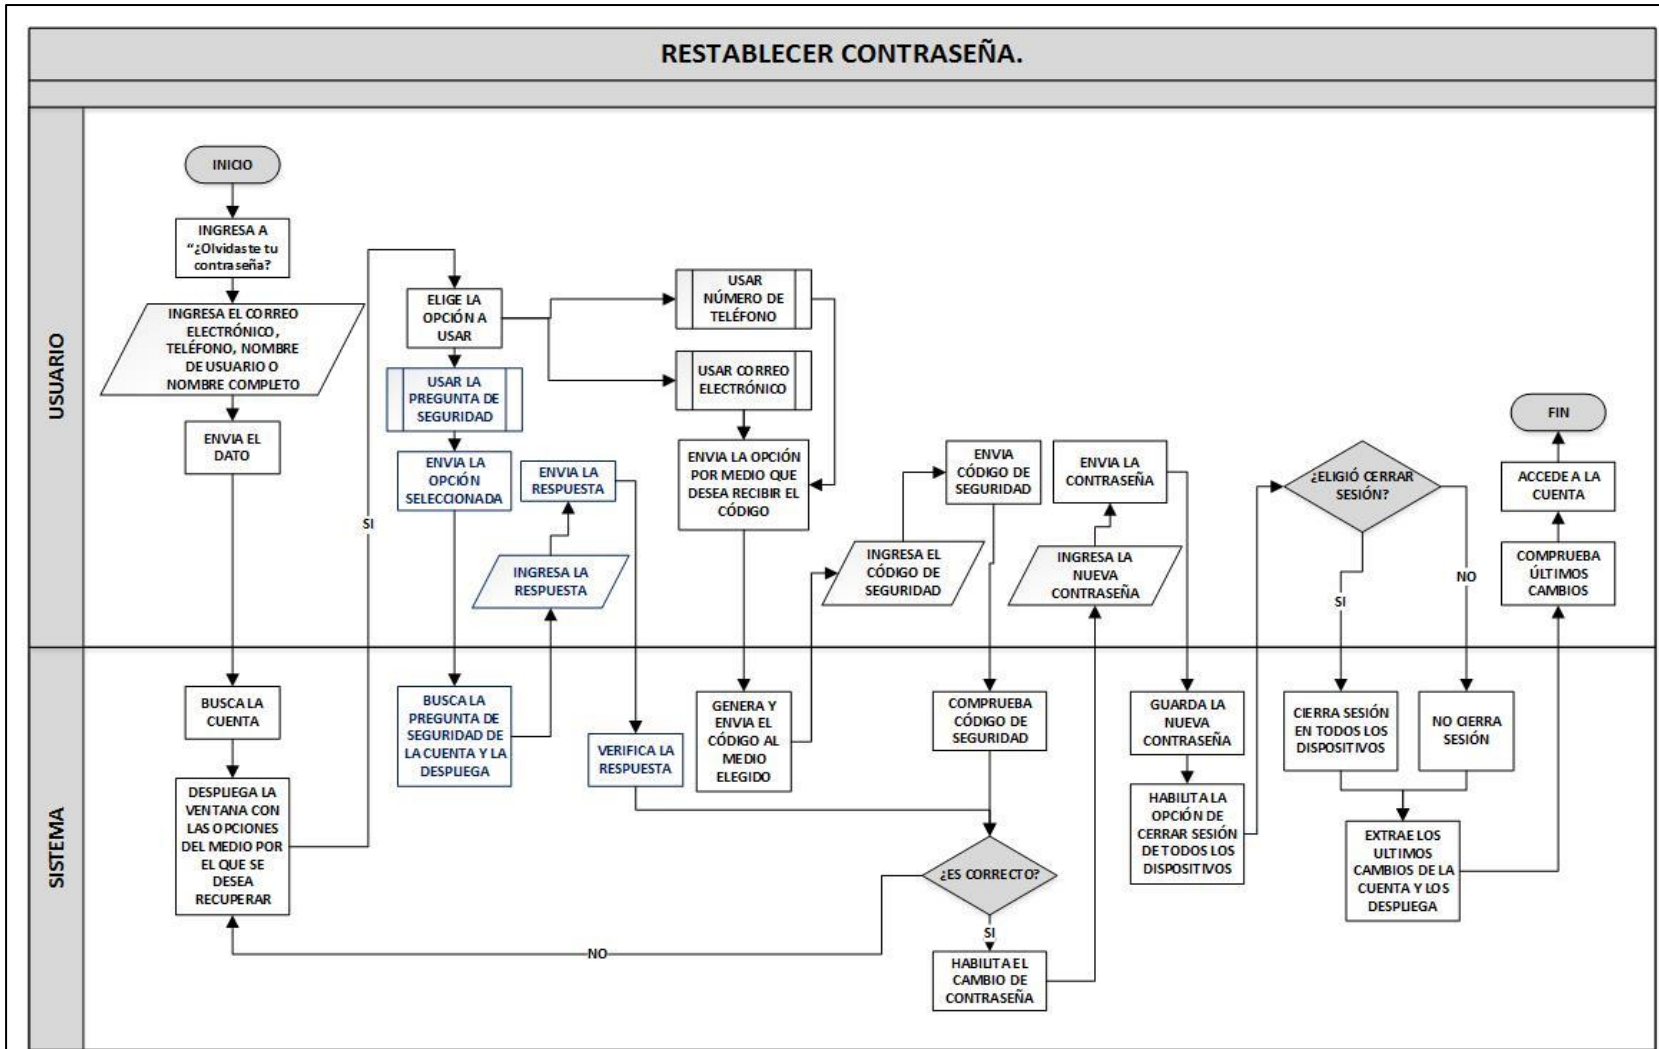 RESTABLECER CONTRASEÑA.
USUARIO
INICIO
INGRESA A
“¿Olvidaste tu
contraseña?
INGRESA EL CORREO
ELECTRÓNICO,
TELÉFONO, NOMBRE
DE USUARIO O
NOMBRE COMPLETO
ENVIA EL
DATO
SI
ELIGE LA
OPCIÓN A
USAR
USAR LA
PREGUNTA DE
SEGURIDAD
ENVIA LA
OPCIÓN
SELECCIONADA
ENVIA LA
RESPUESTA
INGRESA LA
RESPUESTA
USAR
NÚMERO DE
TELÉFONO
USAR CORREO
ELECTRÓNICO
ENVIA LA OPCIÓN
POR MEDIO QUE
DESEA RECIBIR EL
CÓDIGO
INGRESA EL
CÓDIGO DE
SEGURIDAD
ENVIA
CÓDIGO DE
SEGURIDAD
ENVIA LA
CONTRASEÑA
INGRESA LA
NUEVA
CONTRASEÑA
¿ELIGIÓ CERRAR
SESIÓN?
SI
NO
FIN
ACCEDE A LA
CUENTA
COMPRUEBA
ÚLTIMOS
CAMBIOS
SISTEMA
BUSCA LA
CUENTA
DESPLIEGA LA
VENTANA CON
LAS OPCIONES
DEL MEDIO POR
EL QUE SE
DESEA
RECUPERAR
BUSCA LA
PREGUNTA DE
SEGURIDAD DE
LA CUENTA Y LA
DESPLIEGA
VERIFICA LA
RESPUESTA
GENERA Y
ENVIA EL
CÓDIGO AL
MEDIO
ELEGIDO
COMPRUEBA
CÓDIGO DE
SEGURIDAD
¿ES CORRECTO?
NO
SI
HABILITA EL
CAMBIO DE
CONTRASEÑA
GUARDA LA
NUEVA
CONTRASEÑA
HABILITA LA
OPCIÓN DE
CERRAR SESIÓN
DE TODOS LOS
DISPOSITIVOS
CIERRA SESIÓN
EN TODOS LOS
DISPOSITIVOS
NO CIERRA
SESIÓN
EXTRAE LOS
ULTIMOS
CAMBIOS DE LA
CUENTA Y LOS
DESPLIEGA